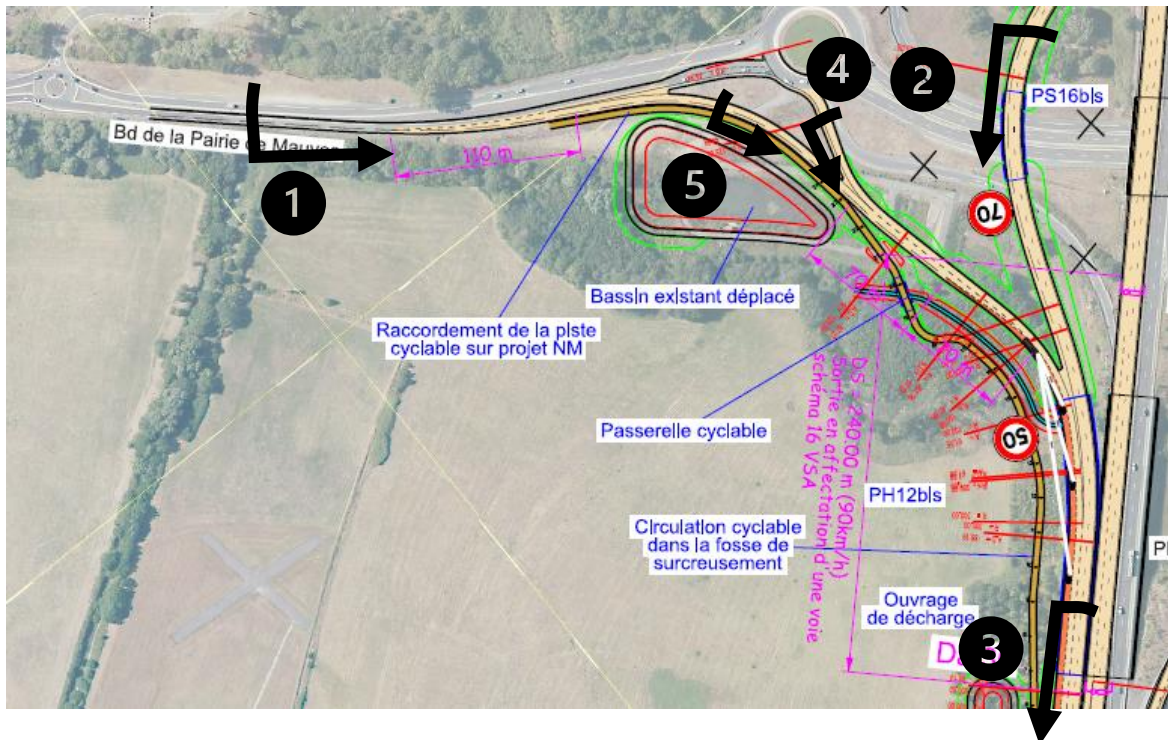 4
2
PS16bis
Bd de la Pairie de Mauves
110 m
1
5
70
Bassin existant déplacé
Raccordement de la piste
cyclable sur projet NM
70 m
Passerelle cyclable
50
DS = 240.00 m (90km/h)
Sortie en affectation d'une voie
schéma 16 VSA
PH12bis
Circulation cyclable
dans la fosse de
surcreusement
Ouvrage
de décharge
3